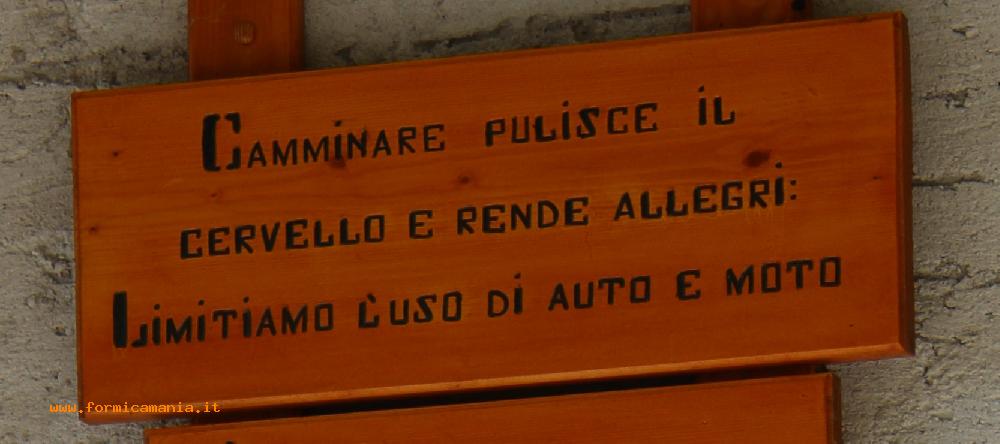 CAMMINARE PULISCE IL
CERVELLO E RENDE ALLEGRI:
LIMITIAMO L'USO DI AUTO E MOTO
www.formicamania.it